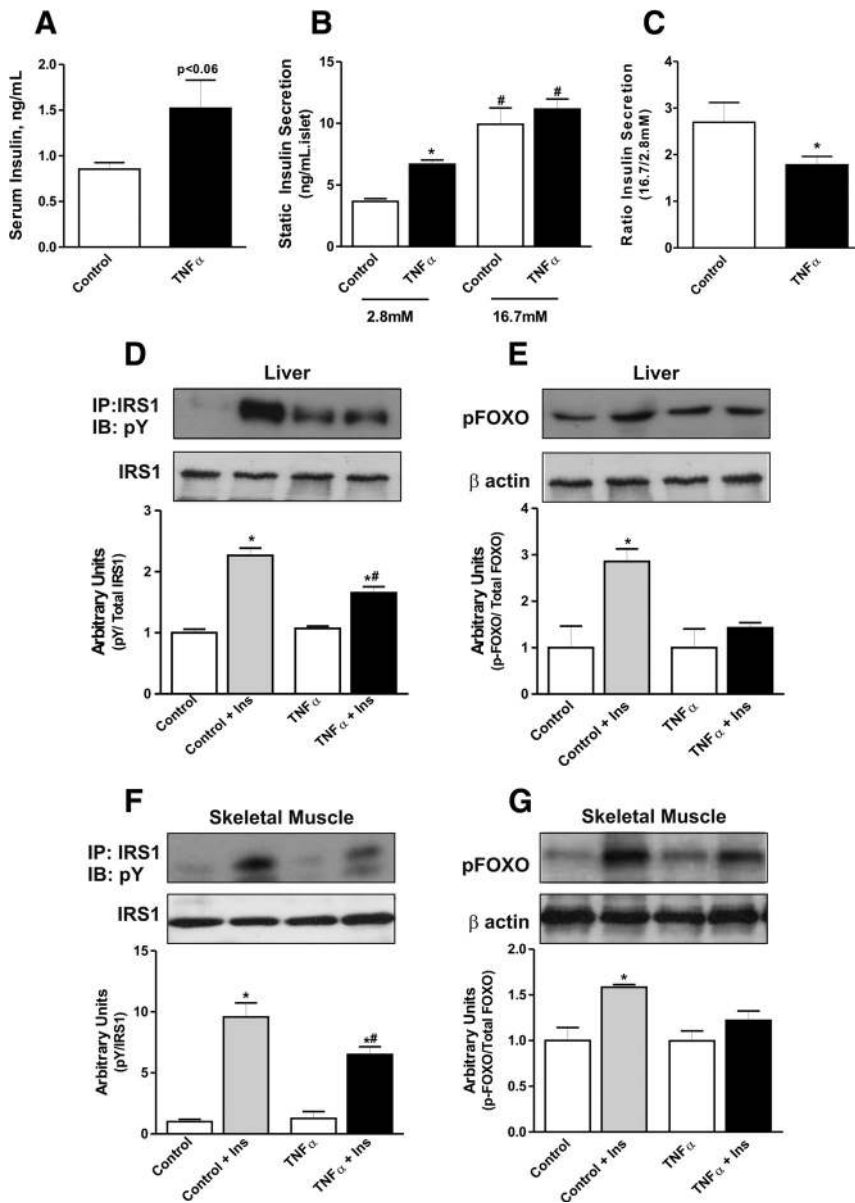 A
Serum Insulin, ng/mL
2.0
1.5
1.0
0.5
0.0
p<0.06
Control
TNFα
B
Static Insulin Secretion
(ng/mL.islet)
15
10
5
0
*
#
#
Control
TNFα
Control
TNFα
2.8mM
16.7mM
C
Ratio Insulin Secretion
(16.7/2.8mM)
4
3
2
1
0
*
Control
TNFα
D
Liver
IP:IRS1
IB: pY
IRS1
Arbitrary Units
(pY/ Total IRS1)
3
2
1
0
*
*#
Control
Control + Ins
TNFα
TNFα + Ins
E
Liver
pFOXO
β actin
Arbitrary Units
(p-FOXO/ Total FOXO)
4
3
2
1
0
*
Control
Control + Ins
TNFα
TNFα + Ins
F
Skeletal Muscle
IP: IRS1
IB: pY
IRS1
Arbitrary Units
(pY/IRS1)
15
10
5
0
*
*#
Control
Control + Ins
TNFα
TNFα + Ins
G
Skeletal Muscle
pFOXO
β actin
Arbitrary Units
(p-FOXO/Total FOXO)
2.0
1.5
1.0
0.5
0.0
*
Control
Control + Ins
TNFα
TNFα + Ins